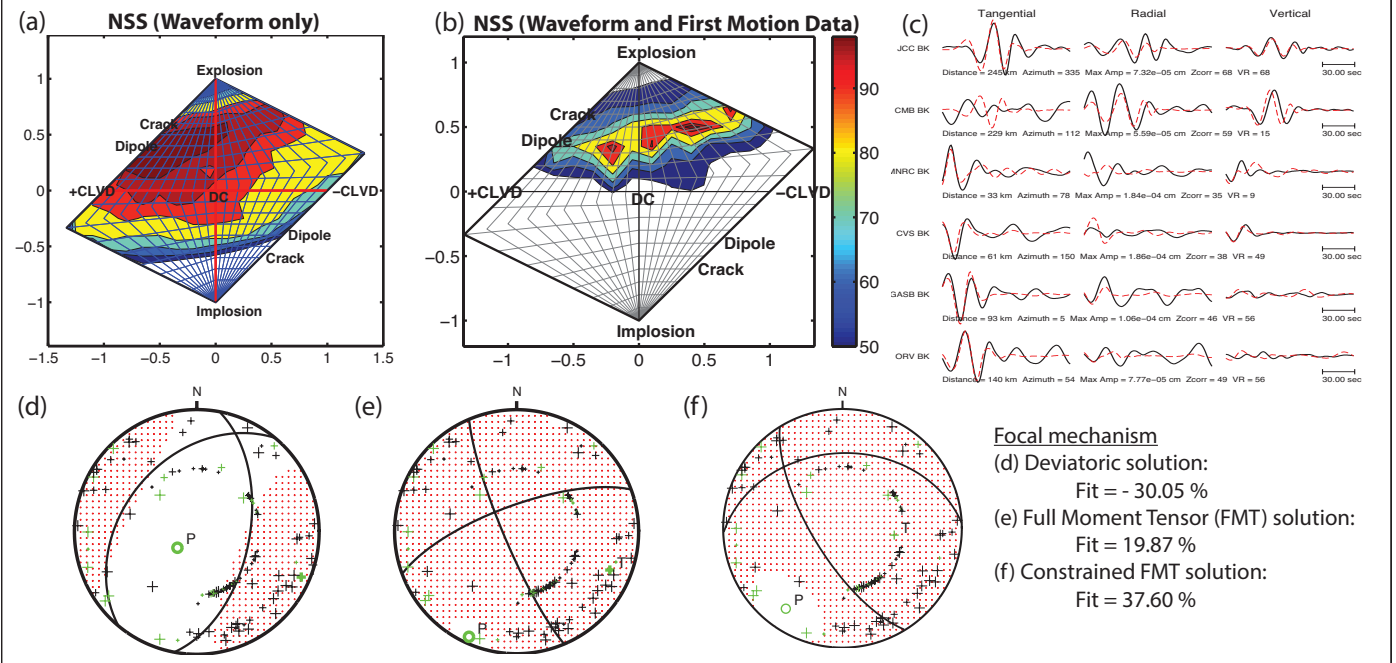 (a)
NSS (Waveform only)
Explosion
Crack
Dipole
+CLVD
DC
−CLVD
Dipole
Crack
Implosion
1
0.5
0
−0.5
−1
−1.5
−1
−0.5
0
0.5
1
1.5
(b)
NSS (Waveform and First Motion Data)
Explosion
Crack
Dipole
+CLVD
DC
−CLVD
Dipole
Crack
Implosion
1
0.5
0
−0.5
−1
−1
−0.5
0
0.5
1
90
80
70
60
50
(c)
Tangential Radial Vertical
JCC BK
Distance = 245 km Azimuth = 335 Max Amp = 7.32e−05 cm Zcorr = 68 VR = 68
30.00 sec
CMB BK
Distance = 229 km Azimuth = 112 Max Amp = 5.59e−05 cm Zcorr = 59 VR = 15
30.00 sec
MNRC BK
Distance = 33 km Azimuth = 78 Max Amp = 1.84e−04 cm Zcorr = 35 VR = 9
30.00 sec
CVS BK
Distance = 61 km Azimuth = 150 Max Amp = 1.86e−04 cm Zcorr = 38 VR = 49
30.00 sec
GASB BK
Distance = 93 km Azimuth = 5 Max Amp = 1.06e−04 cm Zcorr = 46 VR = 56
30.00 sec
ORV BK
Distance = 140 km Azimuth = 54 Max Amp = 7.77e−05 cm Zcorr = 49 VR = 56
30.00 sec
(d)
N
P
(e)
N
P
T
(f)
N
P
T
Focal mechanism
(d) Deviatoric solution:
Fit = - 30.05 %
(e) Full Moment Tensor (FMT) solution:
Fit = 19.87 %
(f) Constrained FMT solution:
Fit = 37.60 %